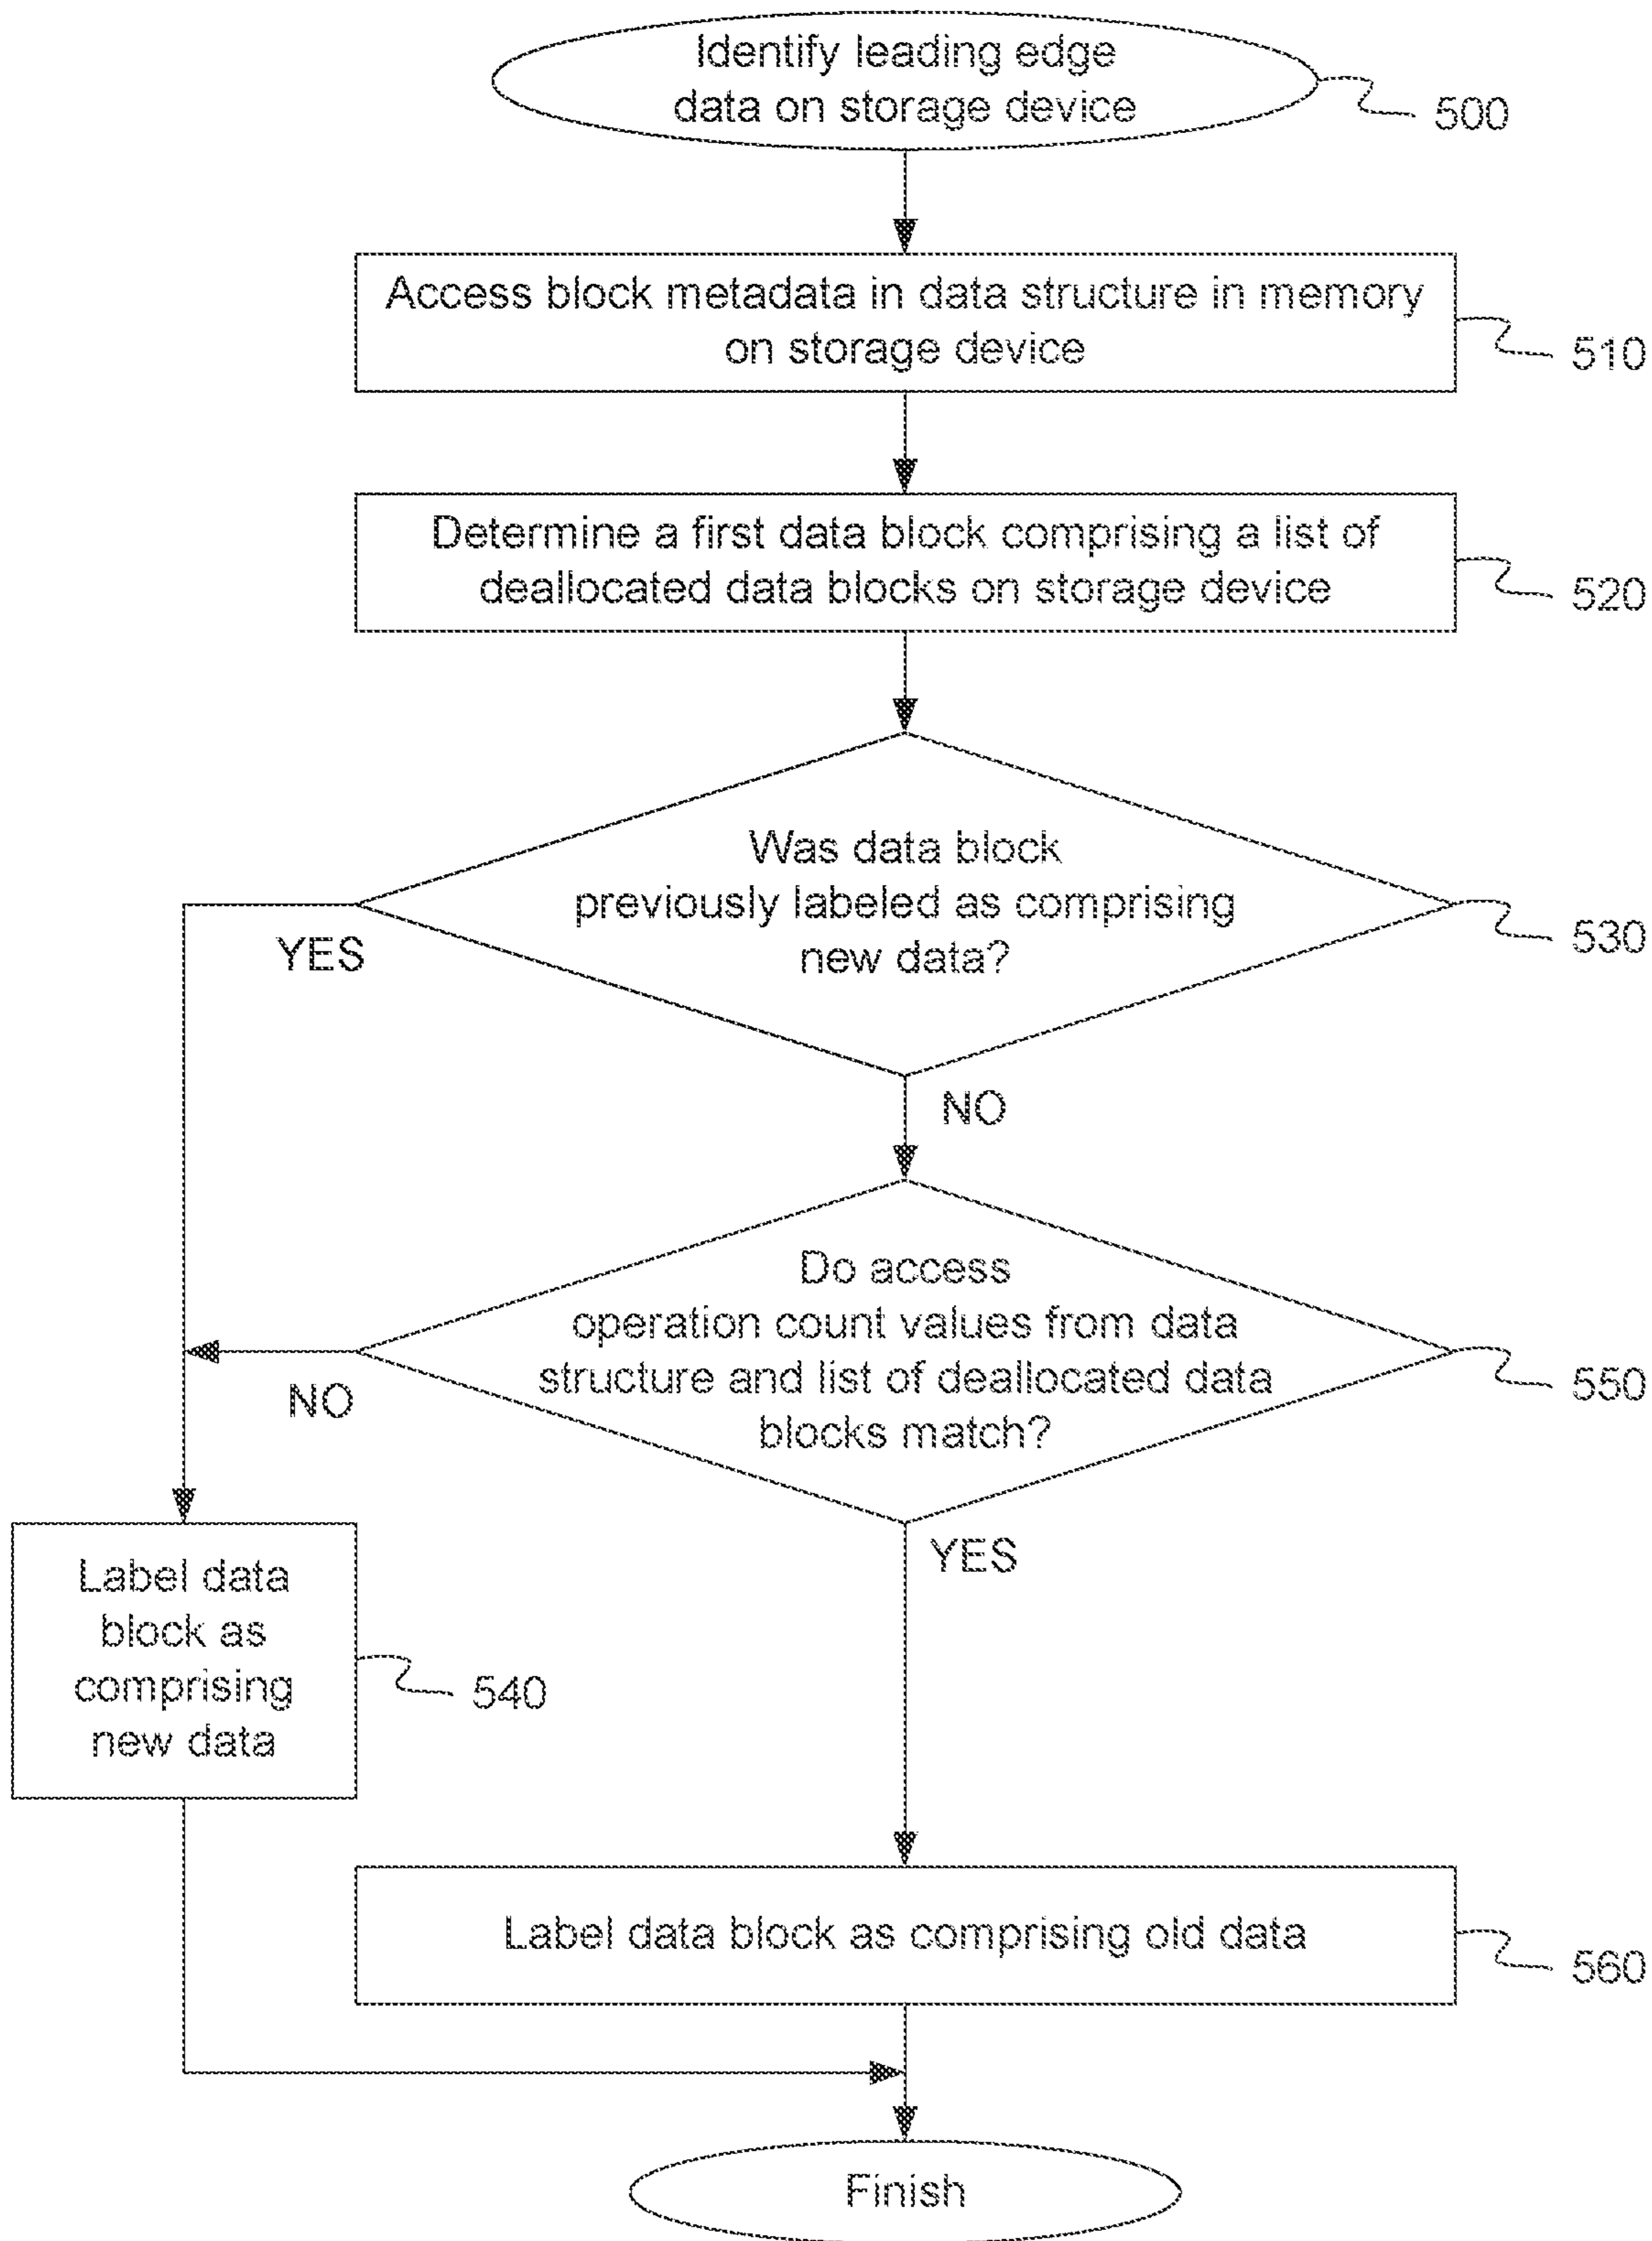 Identify leading edge
data on storage device
500
Access block metadata in data structure in memory
on storage device
510
Determine a first data block comprising a list of
deallocated data blocks on storage device
520
Was data block
previously labeled as comprising
new data?
530
YES
NO
Do access
operation count values from data
structure and list of deallocated data
blocks match?
550
NO
YES
Label data
block as
comprising
new data
540
Label data block as comprising old data
560
Finish